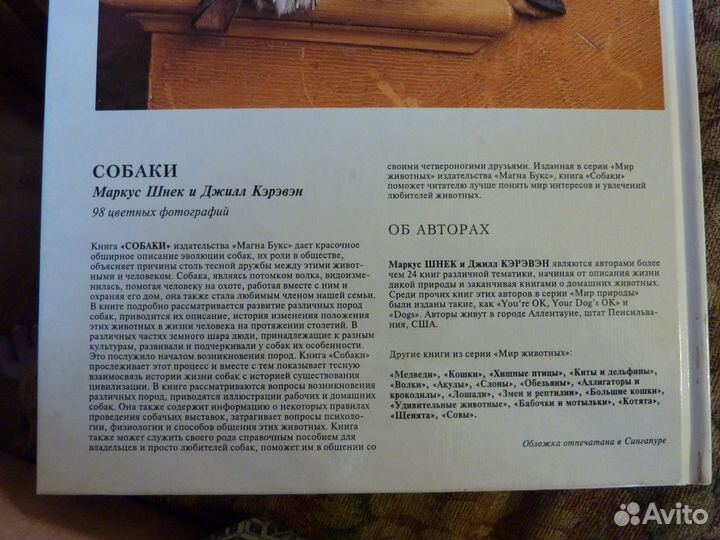 СОБАКИ
Маркус Шнек и Джилл Кэрэвэн
98 цветных фотографий
Книга «СОБАКИ» издательства «Магна Букс» дает красочное
обширное описание эволюции собак, их роли в обществе,
объясняет причины столь тесной дружбы между этими живот-
ными и человеком. Собака, являясь потомком волка, видоизме-
нилась, помогая человеку на охоте, работая вместе с ним и
охраняя его дом, она также стала любимым членом нашей семьи.
В книге подробно рассматривается развитие различных пород
собак, приводится их описание, история изменения положения
этих животных в жизни человека на протяжении столетий. В
различных частях земного шара люди, принадлежащие к разным
культурам, развивали и подчеркивали у собак их особенности.
Это послужило началом возникновения пород. Книга «Собаки»
прослеживает этот процесс и вместе с тем показывает тесную
взаимосвязь истории жизни собак с историей существования
цивилизации. В книге рассматриваются вопросы возникновения
различных пород, приводятся иллюстрации рабочих и домашних
собак. Она также содержит информацию о некоторых правилах
проведения собачьих выставок, затрагивает вопросы психоло-
гии, физиологии и способов общения этих животных. Книга
также может служить своего рода справочным пособием для
владельцев и просто любителей собак, поможет им в общении со
своими четвероногими друзьями. Изданная в серии «Мир
животных» издательства «Магна Букс», книга «Собаки»
поможет читателю лучше понять мир интересов и увлечений
любителей животных.
ОБ АВТОРАХ
Маркус ШНЕК и Джилл КЭРЭВЭН являются авторами более
чем 24 книг различной тематики, начиная от описания жизни
дикой природы и заканчивая книгами о домашних животных.
Среди прочих книг этих авторов в серии «Мир природы»
были изданы такие, как «You're OK, Your Dog's OK» и
«Dogs». Авторы живут в городе Аллентауне, штат Пенсильва-
ния, США.
Другие книги из серии «Мир животных»:
«Медведи», «Кошки», «Хищные птицы», «Киты и дельфины»,
«Волки», «Акулы», «Слоны», «Обезьяны», «Аллигаторы и
крокодилы», «Лошади», «Змеи и рептилии», «Большие кошки»,
«Удивительные животные», «Бабочки и мотыльки», «Котята»,
«Щенята», «Совы».
Обложка отпечатана в Сингапуре
Avito